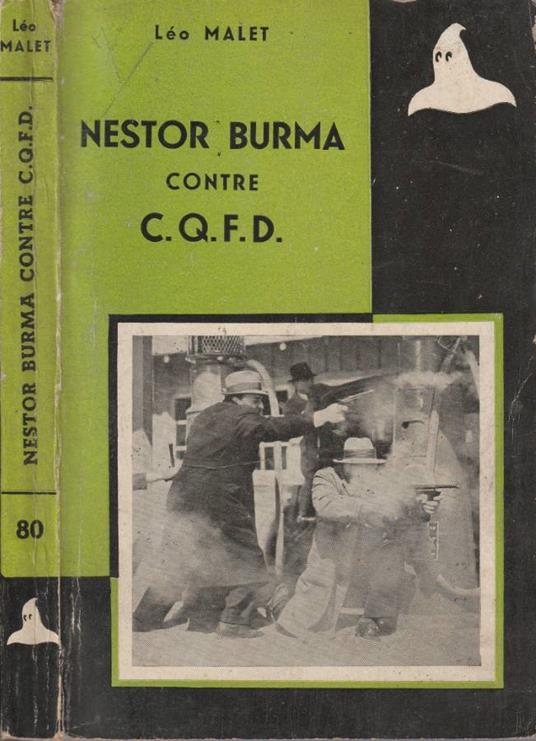 Léo
MALET
NESTOR BURMA CONTRE C.Q.F.D.
80
Léo MALET
NESTOR BURMA
CONTRE
C.Q.F.D.